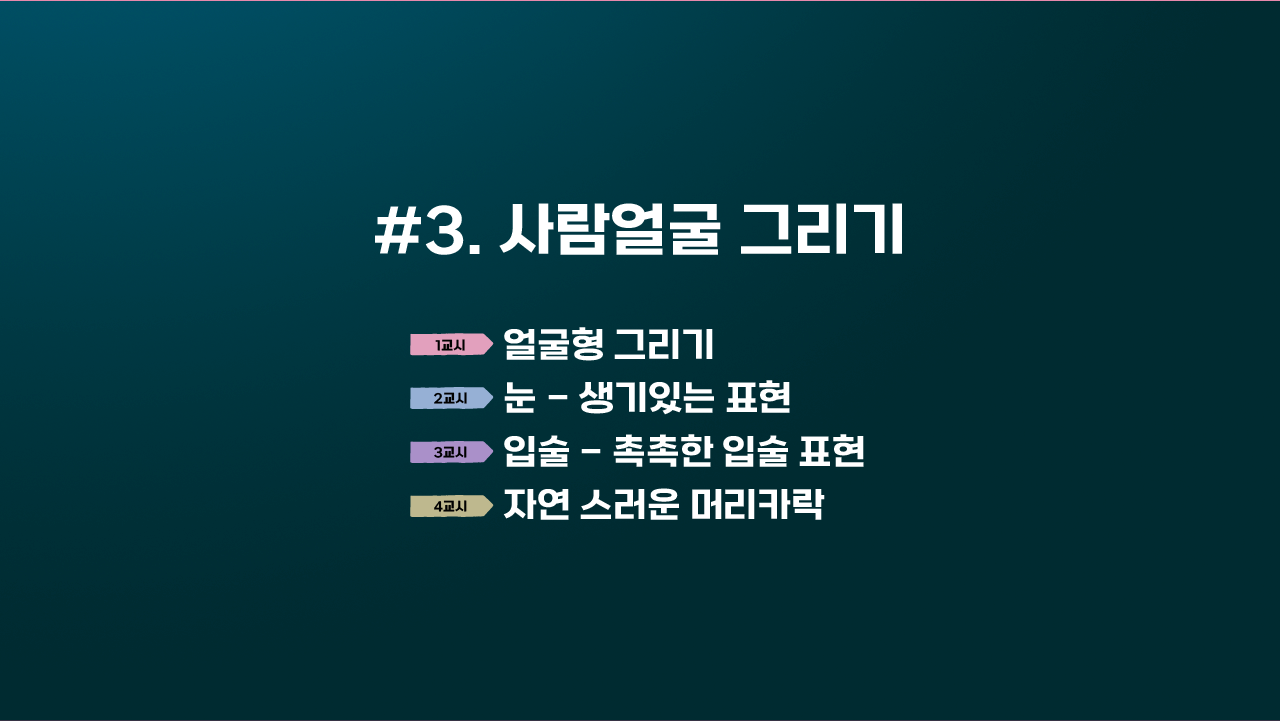 #3. 사람얼굴 그리기
1교시 얼굴형 그리기
2교시 눈 – 생기있는 표현
3교시 입술 – 촉촉한 입술 표현
4교시 자연 스러운 머리카락